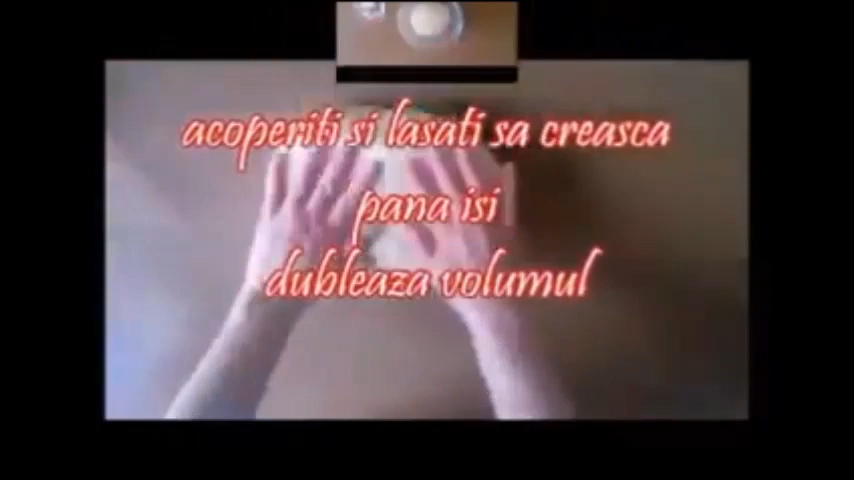 acoperiti si lasati sa creasca
pana isi
dubleaza volumul